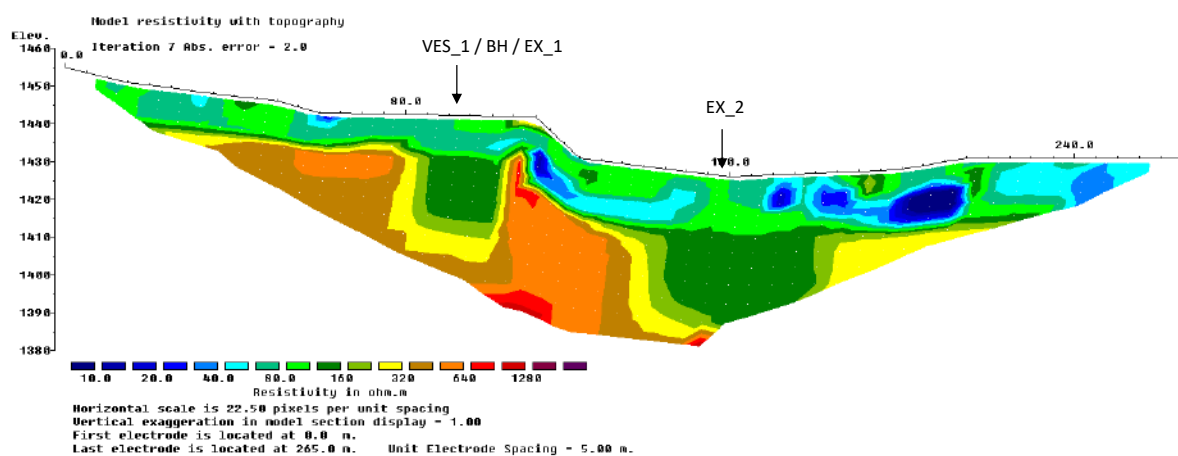 Model resistivity with topography
Elev.
Iteration 7 Abs. error - 2.0
1460
0.0
VES_1 / BH / EX_1
1450
80.0
EX_2
1440
1430
240.0
1420
1410
1400
1390
1380
10.0 20.0 40.0 80.0 160 320 640 1280
Resistivity in ohm.m
Horizontal scale is 22.50 pixels per unit spacing
Vertical exaggeration in model section display - 1.00
First electrode is located at 0.0 m.
Last electrode is located at 265.0 m. Unit Electrode Spacing - 5.00 m.